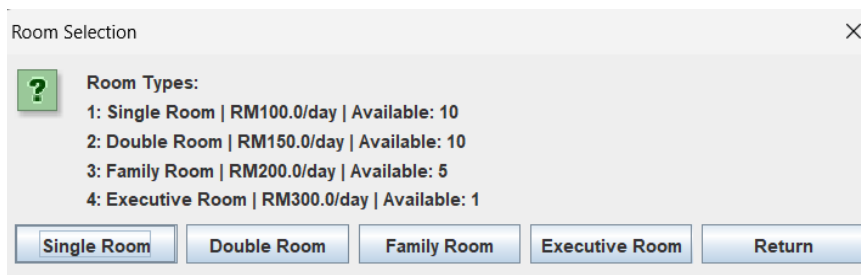 Room Selection
Room Types:
1: Single Room | RM100.0/day | Available: 10
2: Double Room | RM150.0/day | Available: 10
3: Family Room | RM200.0/day | Available: 5
4: Executive Room | RM300.0/day | Available: 1
Single Room Double Room Family Room Executive Room Return